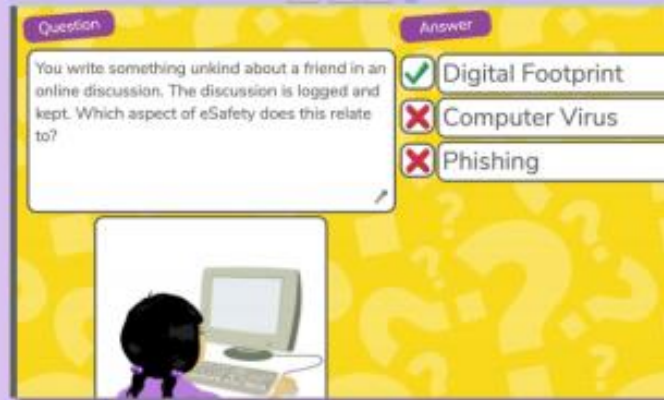 Question
Answer
You write something unkind about a friend in an
online discussion. The discussion is logged and
kept. Which aspect of eSafety does this relate
to?
Digital Footprint
Computer Virus
Phishing